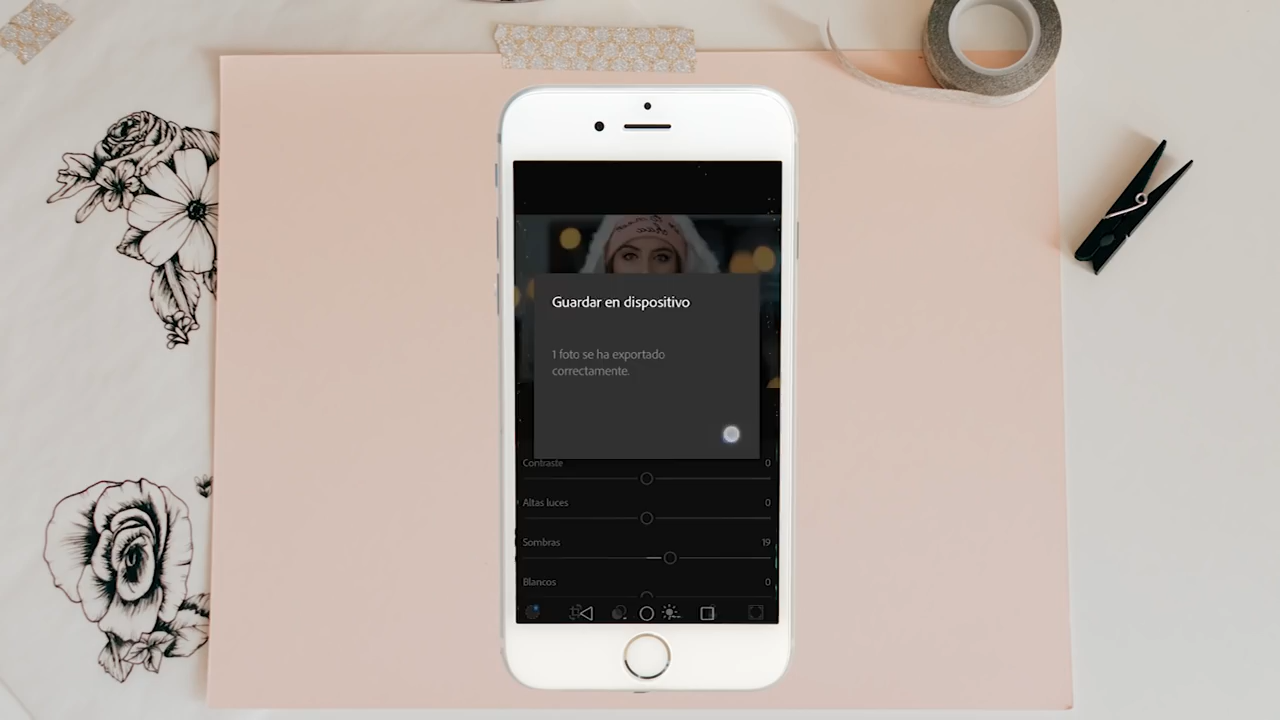 Guardar en dispositivo
1 foto se ha exportado
correctamente.
Contraste 0
Altas luces 0
Sombras 19
Blancos 0